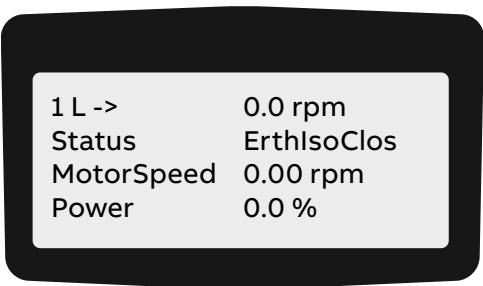 1 L -> 0.0 rpm
Status ErthIsoClos
MotorSpeed 0.00 rpm
Power 0.0 %